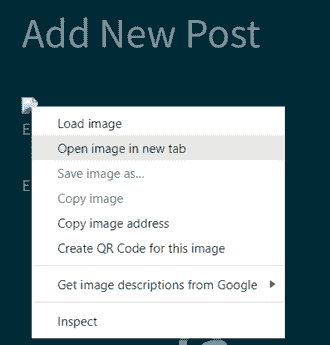 Add New Post
E
Load image
Open image in new tab
Save image as...
Copy image
Copy image address
Create QR Code for this image
E
Get image descriptions from Google
Inspect